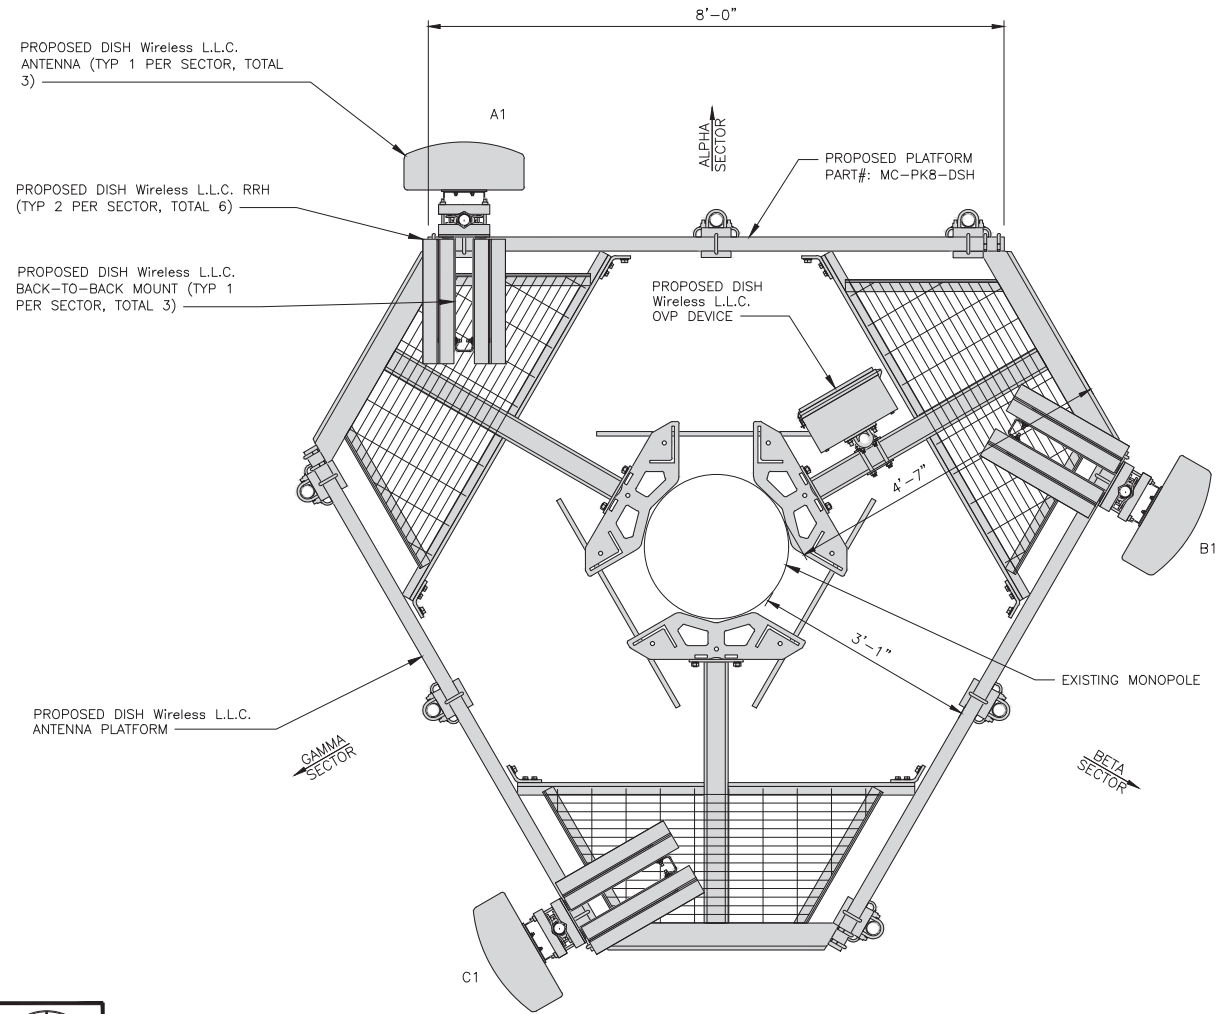 8'-0"
PROPOSED DISH Wireless L.L.C.
ANTENNA (TYP 1 PER SECTOR, TOTAL
3)
A1
ALPHA
SECTOR
PROPOSED PLATFORM
PART#: MC-PK8-DSH
PROPOSED DISH Wireless L.L.C. RRH
(TYP 2 PER SECTOR, TOTAL 6)
PROPOSED DISH Wireless L.L.C.
BACK-TO-BACK MOUNT (TYP 1
PER SECTOR, TOTAL 3)
PROPOSED DISH
Wireless L.L.C.
OVP DEVICE
4'-7"
B1
3'-1"
EXISTING MONOPOLE
PROPOSED DISH Wireless L.L.C.
ANTENNA PLATFORM
GAMMA
SECTOR
BETA
SECTOR
C1